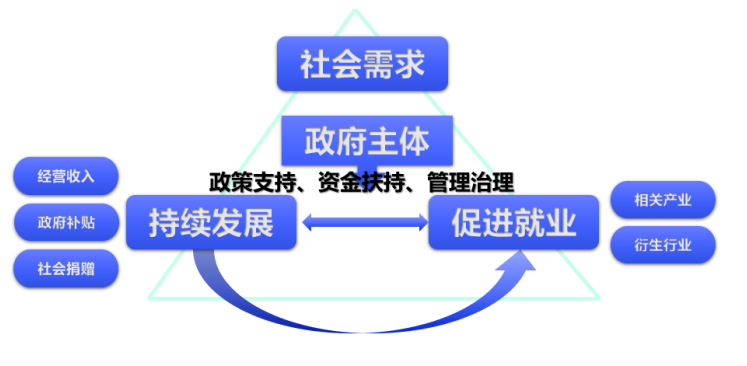 社会需求
政府主体
政策支持、资金扶持、管理治理
经营收入
政府补贴
社会捐赠
持续发展
促进就业
相关产业
衍生行业